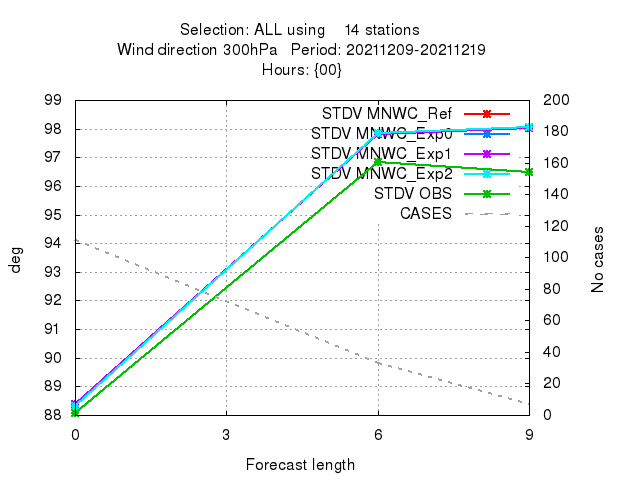 Selection: ALL using 14 stations
Wind direction 300hPa Period: 20211209-20211219
Hours: {00}
99 200
STDV MNWC_Ref
98 180
STDV MNWC_Exp0
97 160
STDV MNWC_Exp1
STDV MNWC_Exp2
96 140
STDV OBS
95 120
CASES
94 100
deg
No cases
93 80
92 60
91 40
90 20
89 0
88
0 3 6 9
Forecast length